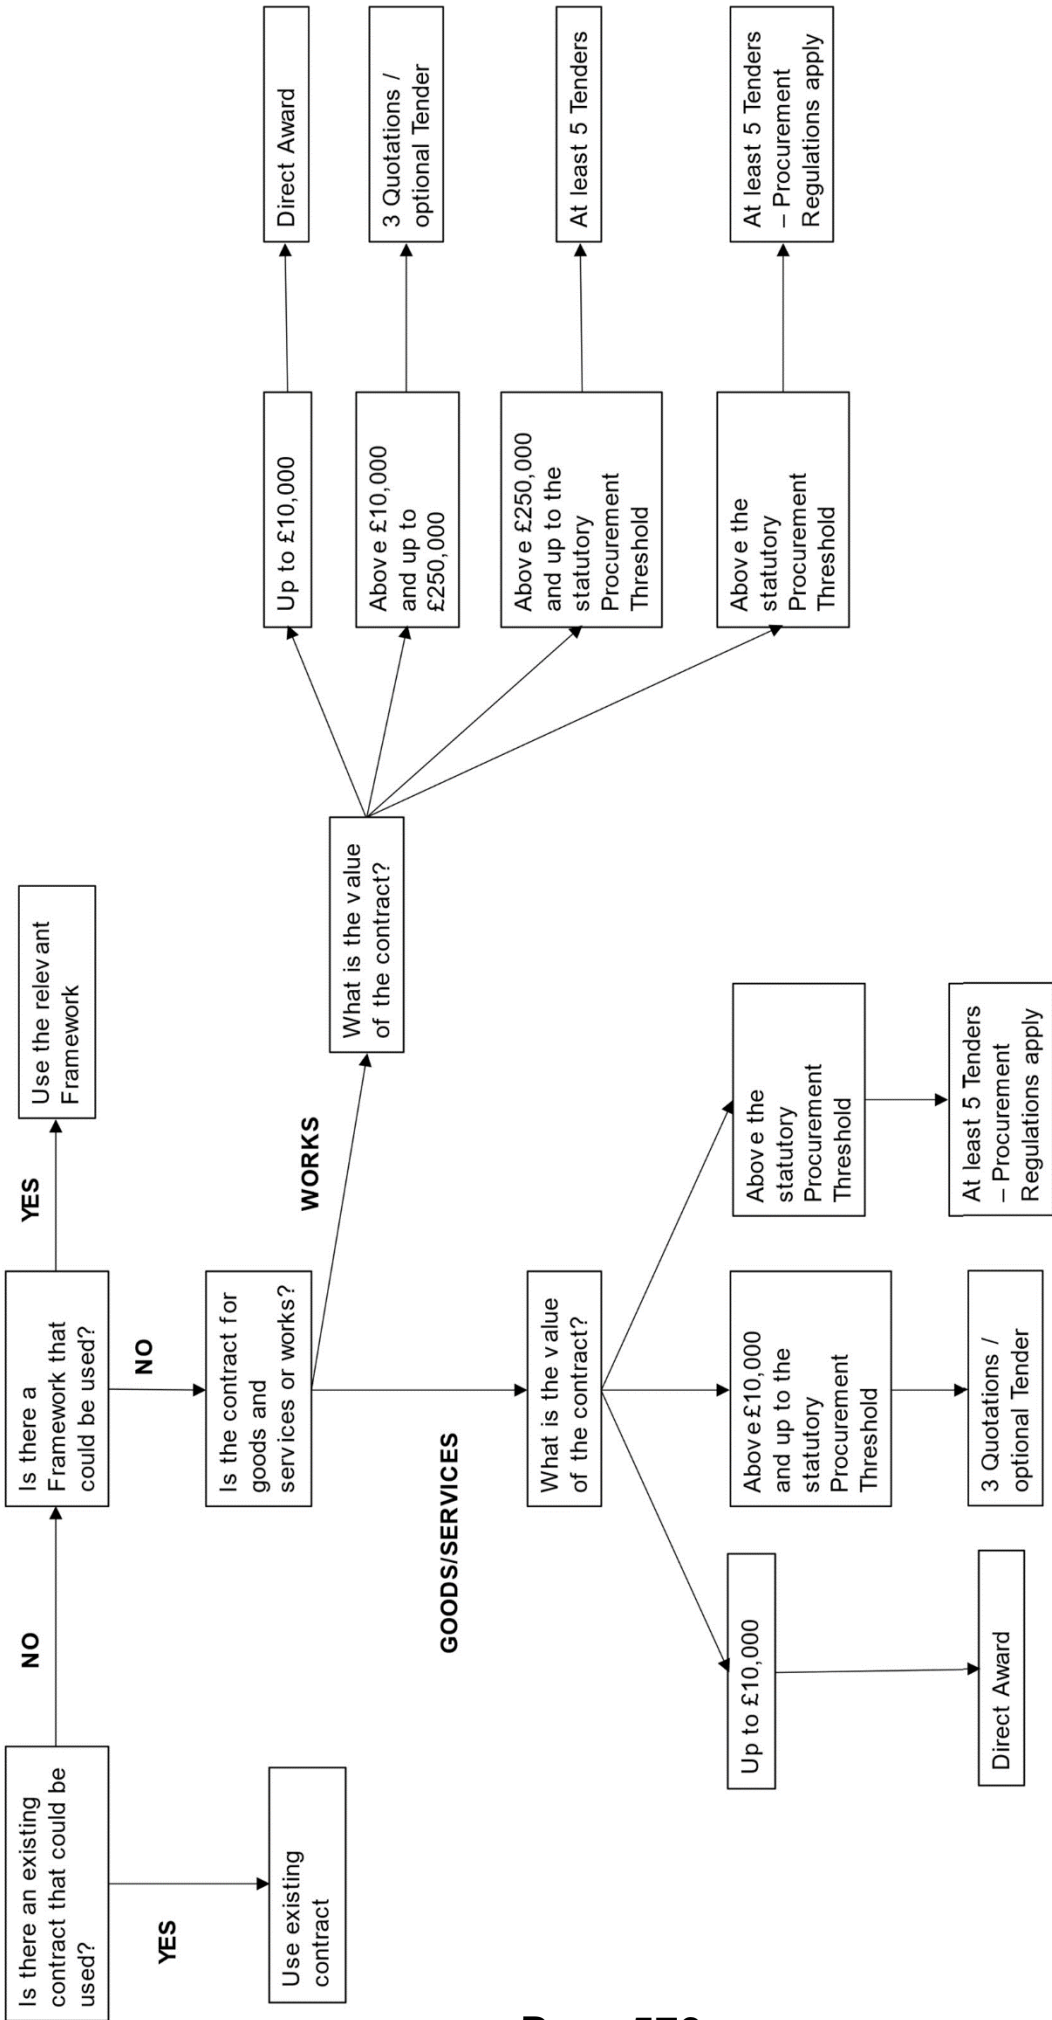 Is there an existing
contract that could be
used?
NO
YES
Use existing
contract
Is there a
Framework that
could be used?
YES
Use the relevant
Framework
NO
Is the contract for
goods and
services or works?
WORKS
GOODS/SERVICES
What is the value
of the contract?
Up to £10,000
Direct Award
Above £10,000
and up to the
statutory
Procurement
Threshold
3 Quotations /
optional Tender
Above the
statutory
Procurement
Threshold
At least 5 Tenders
– Procurement
Regulations apply
What is the value
of the contract?
Up to £10,000
Direct Award
Above £10,000
and up to
£250,000
3 Quotations /
optional Tender
Above £250,000
and up to the
statutory
Procurement
Threshold
At least 5 Tenders
Above the
statutory
Procurement
Threshold
At least 5 Tenders
– Procurement
Regulations apply